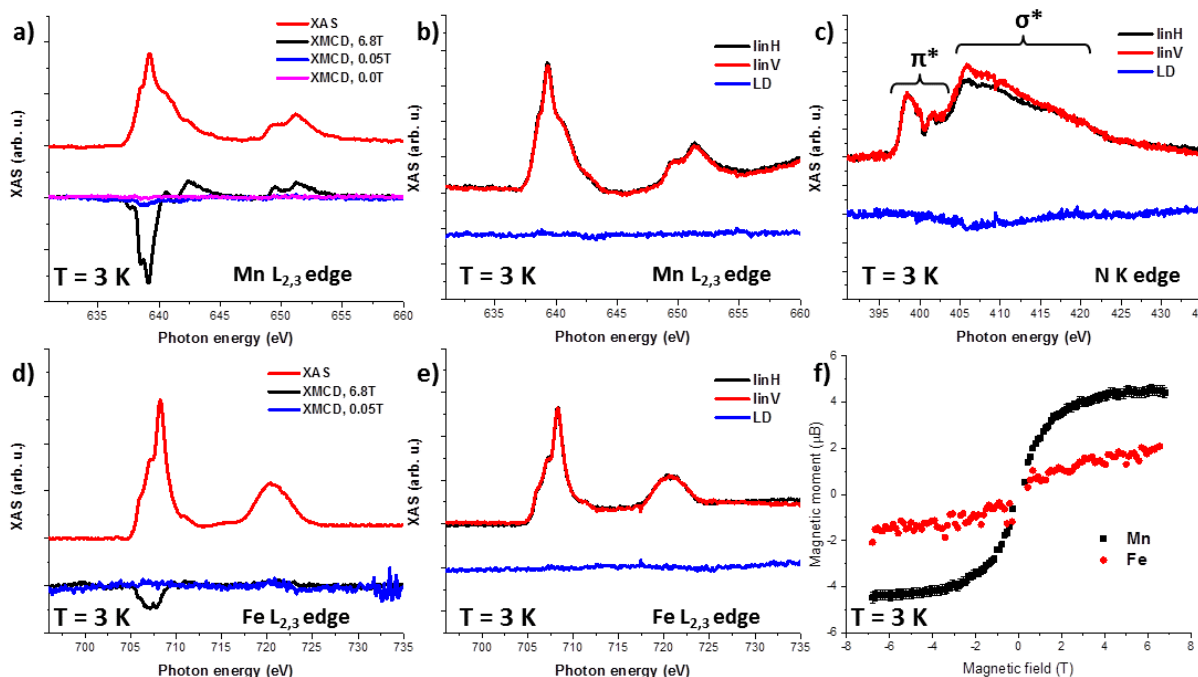 a)
XAS
XMCD, 6.8T
XMCD, 0.05T
XMCD, 0.0T
XAS (arb. u.)
T = 3 K
Mn L2,3 edge
635 640 645 650 655 660
Photon energy (eV)
b)
linH
linV
LD
XAS (arb. u.)
T = 3 K
Mn L2,3 edge
635 640 645 650 655 660
Photon energy (eV)
c)
π*
σ*
linH
linV
LD
XAS (arb. u.)
T = 3 K
N K edge
395 400 405 410 415 420 425 430
Photon energy (eV)
d)
XAS
XMCD, 6.8T
XMCD, 0.05T
XAS (arb. u.)
T = 3 K
Fe L2,3 edge
700 705 710 715 720 725 730 735
Photon energy (eV)
e)
linH
linV
LD
XAS (arb. u.)
T = 3 K
Fe L2,3 edge
700 705 710 715 720 725 730 735
Photon energy (eV)
f)
6
4
2
0
-2
-4
-6
Magnetic moment (μB)
Mn
Fe
T = 3 K
-8 -6 -4 -2 0 2 4 6 8
Magnetic field (T)